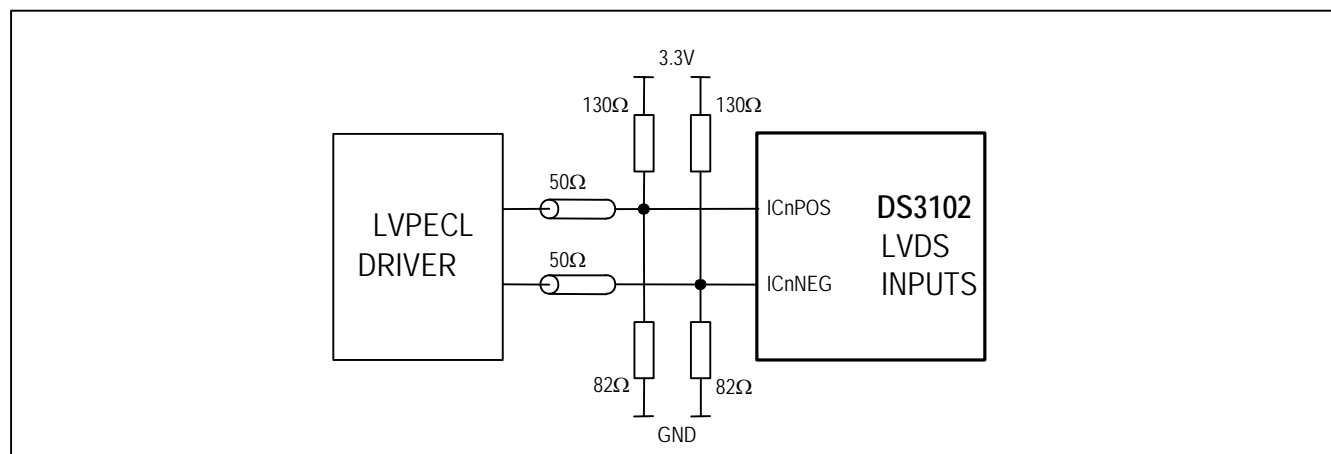 3.3V
130Ω
130Ω
50Ω
LVPECL
DRIVER
50Ω
ICnPOS
ICnNEG
DS3102
LVDS
INPUTS
82Ω
82Ω
GND